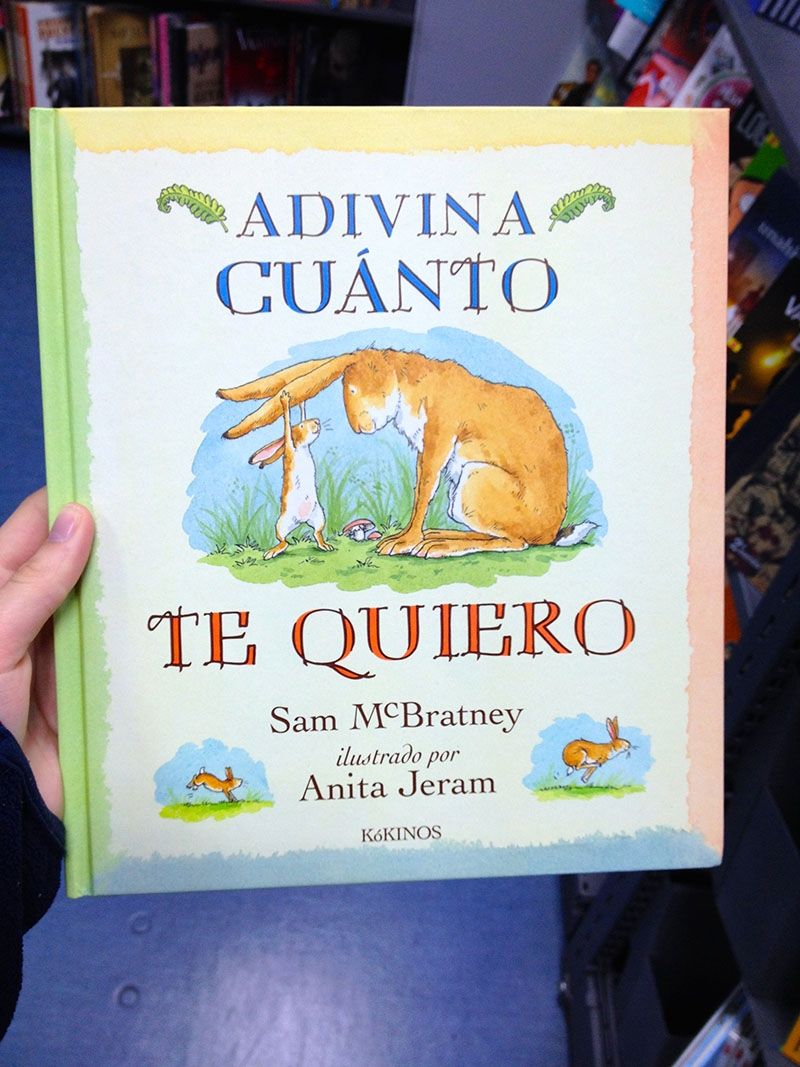 ADIVINA
CUÁNTO
TE QUIERO
Sam McBratney
ilustrado por
Anita Jeram
KóKINOS